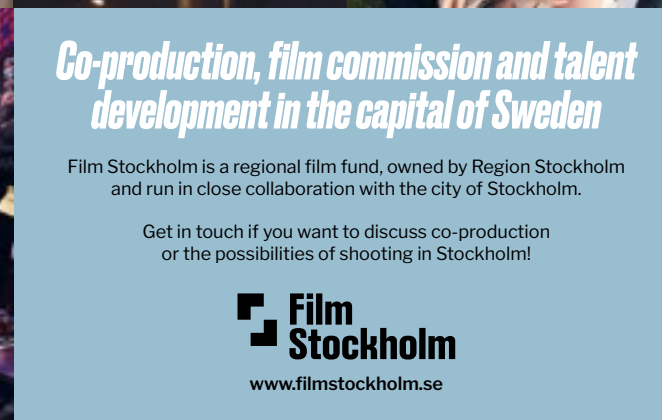 Co-production, film commission and talent
development in the capital of Sweden
Film Stockholm is a regional film fund, owned by Region Stockholm
and run in close collaboration with the city of Stockholm.
Get in touch if you want to discuss co-production
or the possibilities of shooting in Stockholm!
Film
Stockholm
www.filmstockholm.se